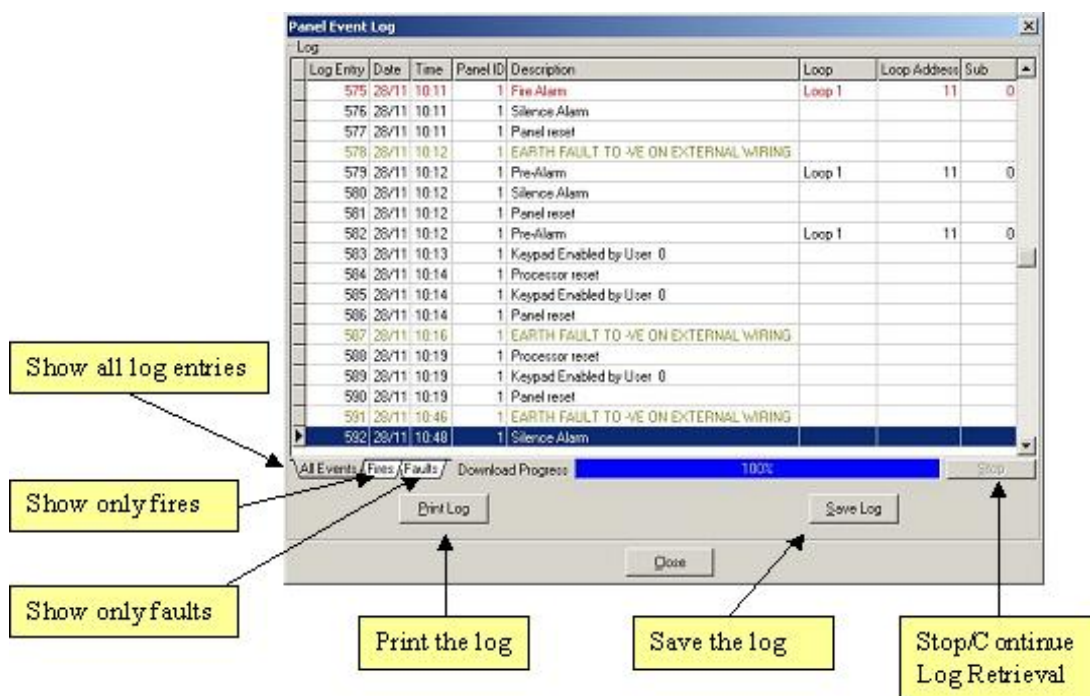 Panel Event Log
Log
Log Entry Date Time Panel ID Description Loop Loop Address Sub
575 28/11 10:11 1 Fire Alarm Loop 1 11 0
576 28/11 10:11 1 Silence Alarm
577 28/11 10:11 1 Panel reset
578 28/11 10:12 1 EARTH FAULT TO -VE ON EXTERNAL WIRING
579 28/11 10:12 1 Pre-Alarm Loop 1 11 0
580 28/11 10:12 1 Silence Alarm
581 28/11 10:12 1 Panel reset
582 28/11 10:12 1 Pre-Alarm Loop 1 11 0
583 28/11 10:13 1 Keypad Enabled by User 0
584 28/11 10:14 1 Processor reset
585 28/11 10:14 1 Keypad Enabled by User 0
586 28/11 10:14 1 Panel reset
587 28/11 10:16 1 EARTH FAULT TO -VE ON EXTERNAL WIRING
588 28/11 10:19 1 Processor reset
589 28/11 10:19 1 Keypad Enabled by User 0
590 28/11 10:19 1 Panel reset
591 28/11 10:46 1 EARTH FAULT TO -VE ON EXTERNAL WIRING
592 28/11 10:48 1 Silence Alarm
All Events Fires Faults Download Progress 100% Stop
Print Log Save Log
Close
Show all log entries
Show only fires
Show only faults
Print the log
Save the log
Stop/Continue
Log Retrieval